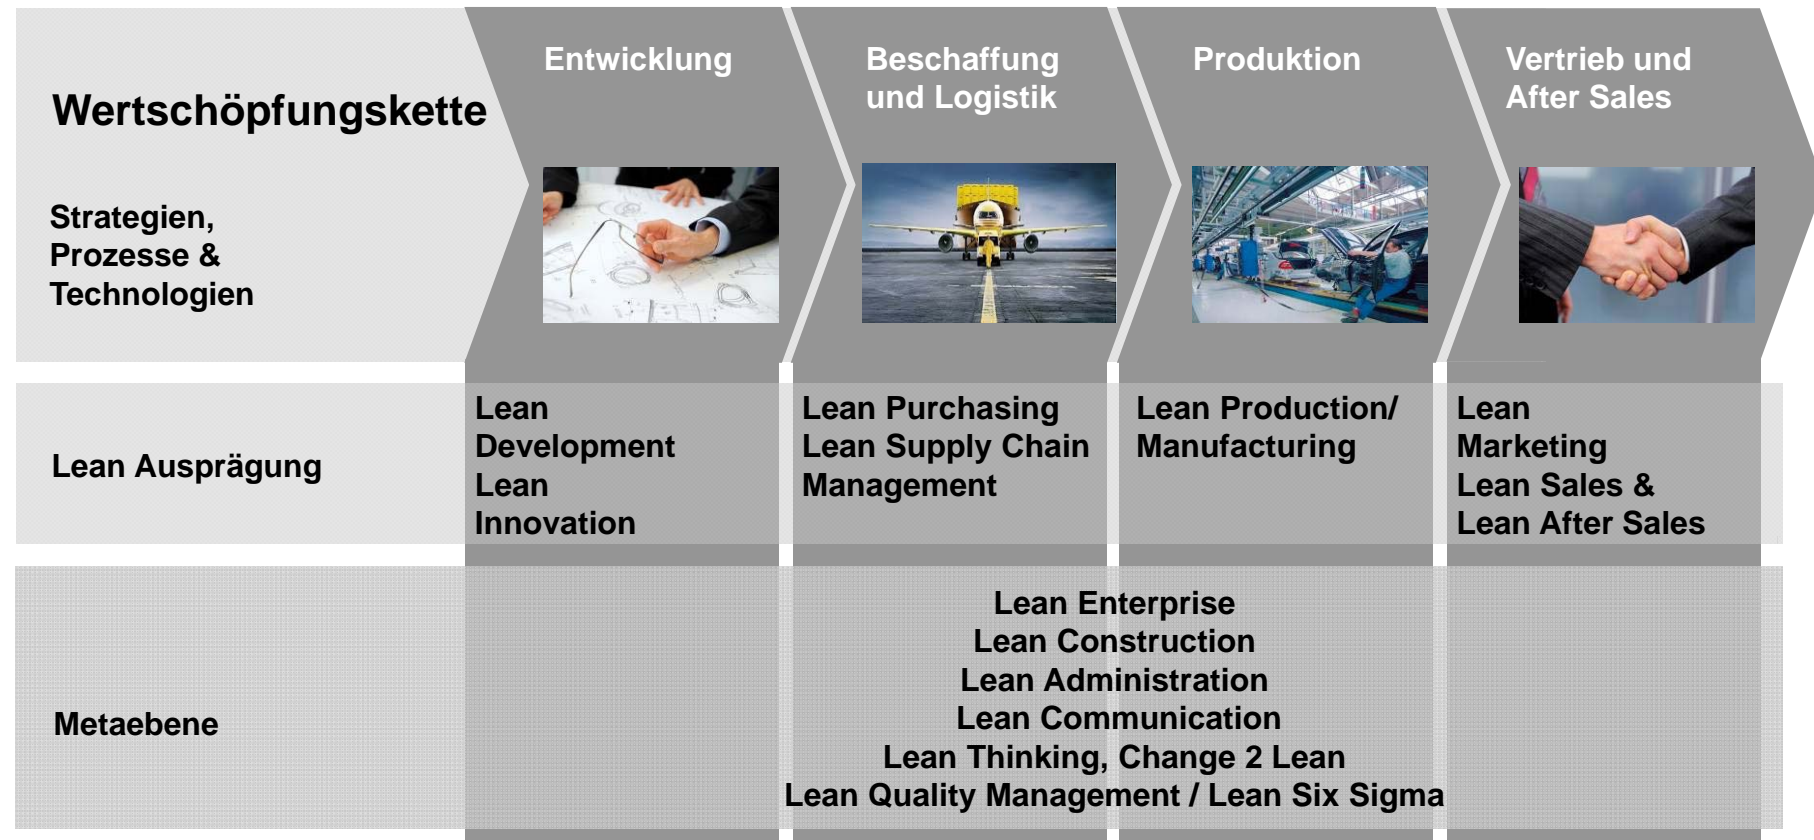 Wertschöpfungskette
Strategien,
Prozesse &
Technologien
Entwicklung
Beschaffung
und Logistik
Produktion
Vertrieb und
After Sales
Lean Ausprägung
Lean
Development
Lean
Innovation
Lean Purchasing
Lean Supply Chain
Management
Lean Production/
Manufacturing
Lean
Marketing
Lean Sales &
Lean After Sales
Metaebene
Lean Enterprise
Lean Construction
Lean Administration
Lean Communication
Lean Thinking, Change 2 Lean
Lean Quality Management / Lean Six Sigma